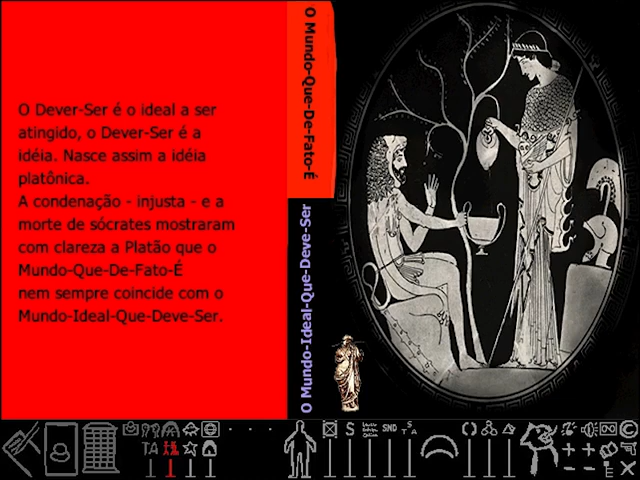 O Dever-Ser é o ideal a ser
atingido, o Dever-Ser é a
idéia. Nasce assim a idéia
platônica.
A condenação - injusta - e a
morte de sócrates mostraram
com clareza a Platão que o
Mundo-Que-De-Fato-É
nem sempre coincide com o
Mundo-Ideal-Que-Deve-Ser.
O Mundo-Que-De-Fato-É
O Mundo-Ideal-Que-Deve-Ser
TA
S
SND
S
T A